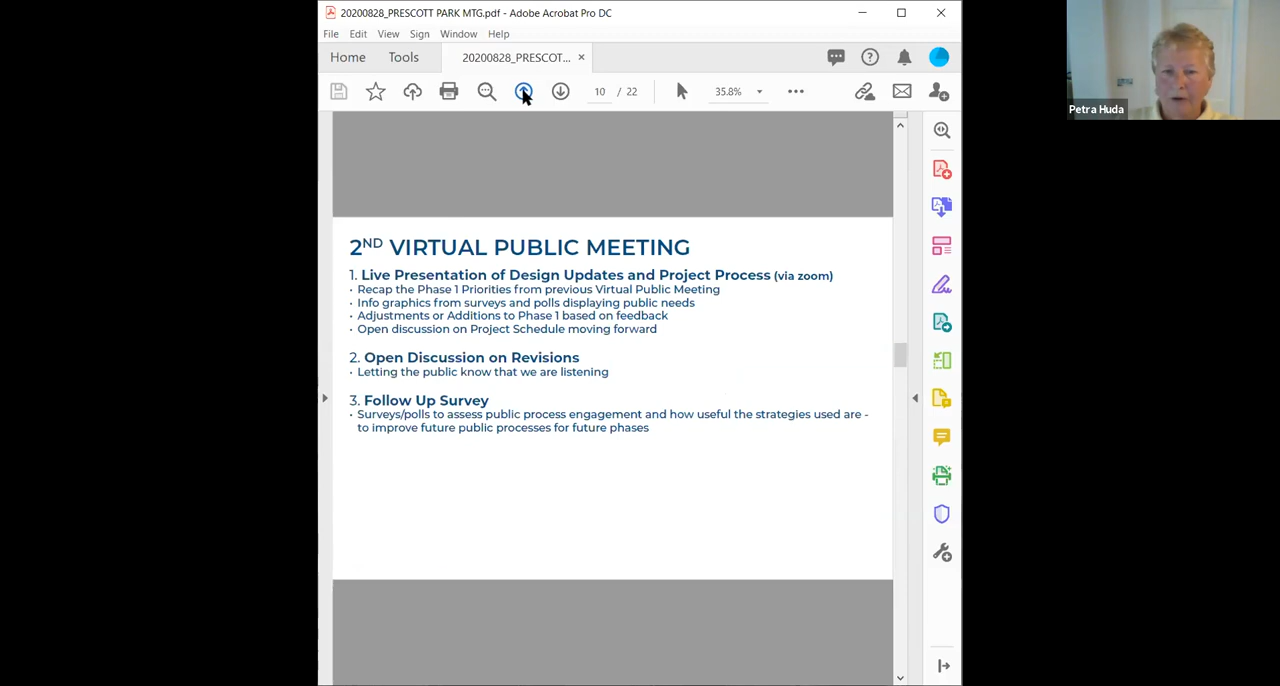 20200828_PRESCOTT PARK MTG.pdf - Adobe Acrobat Pro DC
File Edit View Sign Window Help
Home Tools 20200828_PRESCOT... ×
10 / 22 35.8%
Petra Huda
2ND VIRTUAL PUBLIC MEETING
1. Live Presentation of Design Updates and Project Process (via zoom)
• Recap the Phase 1 Priorities from previous Virtual Public Meeting
• Info graphics from surveys and polls displaying public needs
• Adjustments or Additions to Phase 1 based on feedback
• Open discussion on Project Schedule moving forward
2. Open Discussion on Revisions
• Letting the public know that we are listening
3. Follow Up Survey
• Surveys/polls to assess public process engagement and how useful the strategies used are -
to improve future public processes for future phases